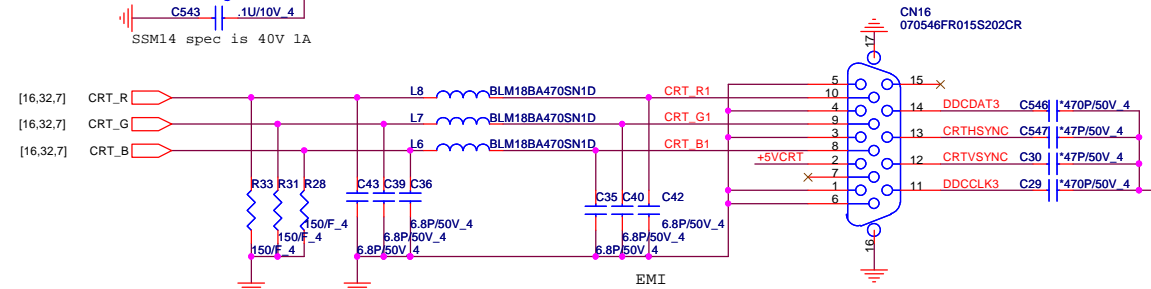 CN16
070546FR015S202CR
C543 .1U/10V_4
SSM14 spec is 40V 1A
17
5 15
[16,32,7] CRT_R L8 BLM18BA470SN1D CRT_R1 10
4 14 DDCDAT3 C546 *470P/50V_4
[16,32,7] CRT_G L7 BLM18BA470SN1D CRT_G1 9
3 13 CRTHSYNC C547 *47P/50V_4
[16,32,7] CRT_B L6 BLM18BA470SN1D CRT_B1 8
+5VCRT 2 12 CRTVSYNC C30 *47P/50V_4
7
R33 R31 R28 C43 C39 C36 1 11 DDCCLK3 C29 *470P/50V_4
C35 C40 C42 6
150/F_4 6.8P/50V_4 6.8P/50V_4
150/F_4 6.8P/50V_4 6.8P/50V_4
150/F_4 6.8P/50V_4 6.8P/50V_4
16
EMI